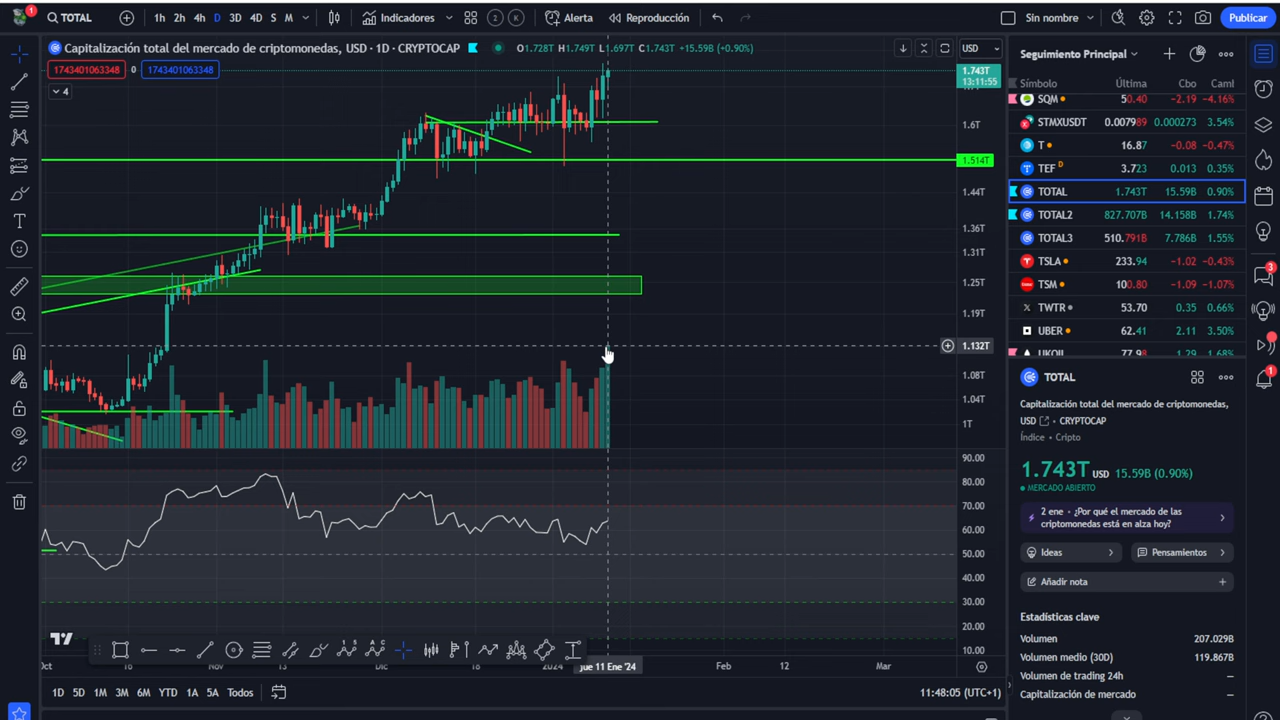 TOTAL
1h 2h 4h D 3D 4D S M
Indicadores
2 K
Alerta
Reproducción
Sin nombre
Publicar
Capitalización total del mercado de criptomonedas, USD · 1D · CRYPTOCAP
O1.728T H1.749T L1.697T C1.743T +15.59B (+0.90%)
USD
1743401063348 0 1743401063348
4
1.743T
13:11:55
1.6T
1.514T
1.44T
1.36T
1.31T
1.25T
1.19T
1.132T
1.08T
1.04T
1T
90.00
80.00
70.00
60.00
50.00
40.00
30.00
20.00
10.00
Oct 16 Nov 13 Dic 18 2024 jue 11 Ene '24 Feb 12 Mar
1D 5D 1M 3M 6M YTD 1A 5A Todos
11:48:05 (UTC+1)
Seguimiento Principal
Símbolo Última Cbo Caml
SQM 50.40 −2.19 −4.16%
STMXUSDT 0.007989 0.000273 3.54%
T 16.87 −0.08 −0.47%
TEF D 3.723 0.013 0.35%
TOTAL 1.743T 15.59B 0.90%
TOTAL2 827.707B 14.158B 1.74%
TOTAL3 510.791B 7.786B 1.55%
TSLA 233.94 −1.02 −0.43%
TSM 100.80 −1.09 −1.07%
TWTR 53.70 0.35 0.66%
UBER 62.41 2.11 3.50%
UKOIL 77.98 1.29 1.68%
TOTAL
Capitalización total del mercado de criptomonedas,
USD CRYPTOCAP
Índice · Cripto
1.743T USD 15.59B (0.90%)
MERCADO ABIERTO
2 ene · ¿Por qué el mercado de las
criptomonedas está en alza hoy?
Ideas
Pensamientos
Añadir nota
Estadísticas clave
Volumen 207.029B
Volumen medio (30D) 119.867B
Volumen de trading 24h –
Capitalización de mercado –